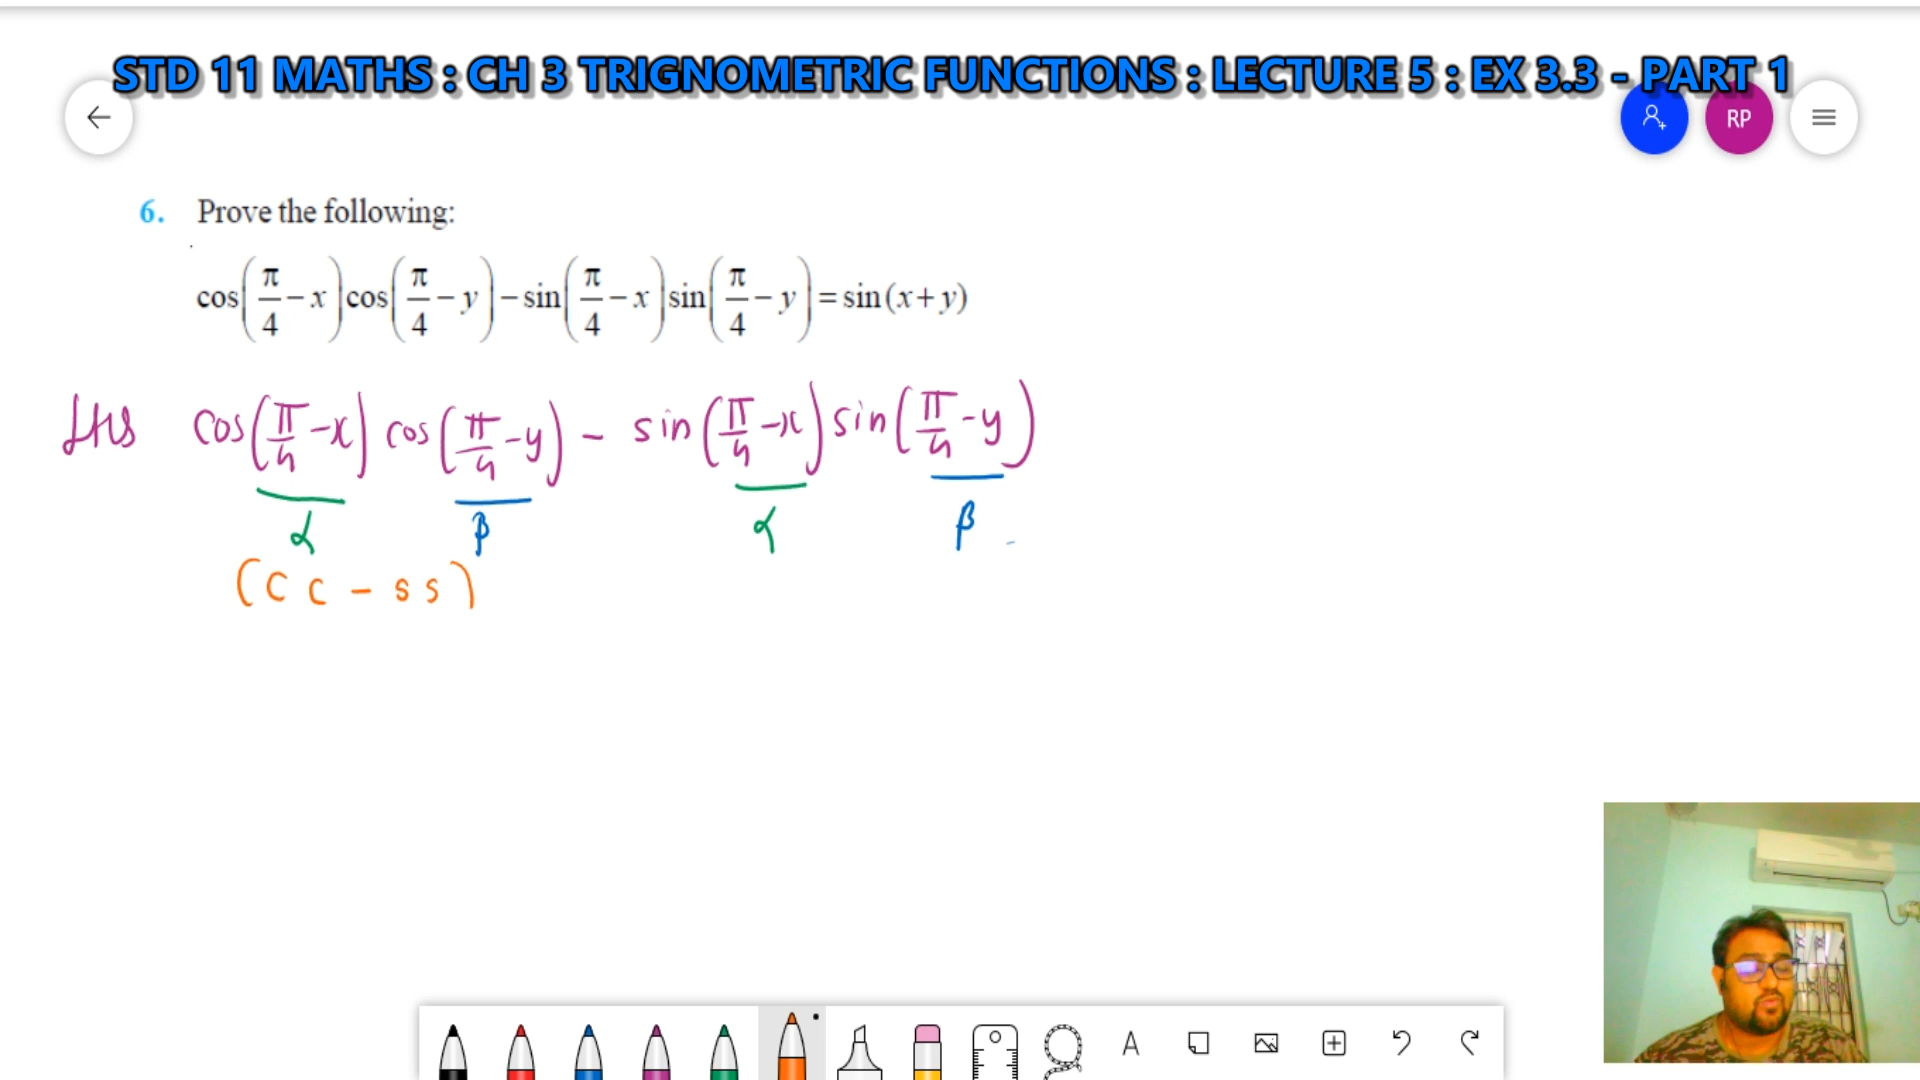 STD 11 MATHS : CH 3 TRIGNOMETRIC FUNCTIONS : LECTURE 5 : EX 3.3 - PART 1
RP
6. Prove the following:
cos(π/4 − x) cos(π/4 − y) − sin(π/4 − x) sin(π/4 − y) = sin(x + y)
LHS cos(π/4 − x) cos(π/4 − y) − sin(π/4 − x) sin(π/4 − y)
α β α β
(c c − s s)
A